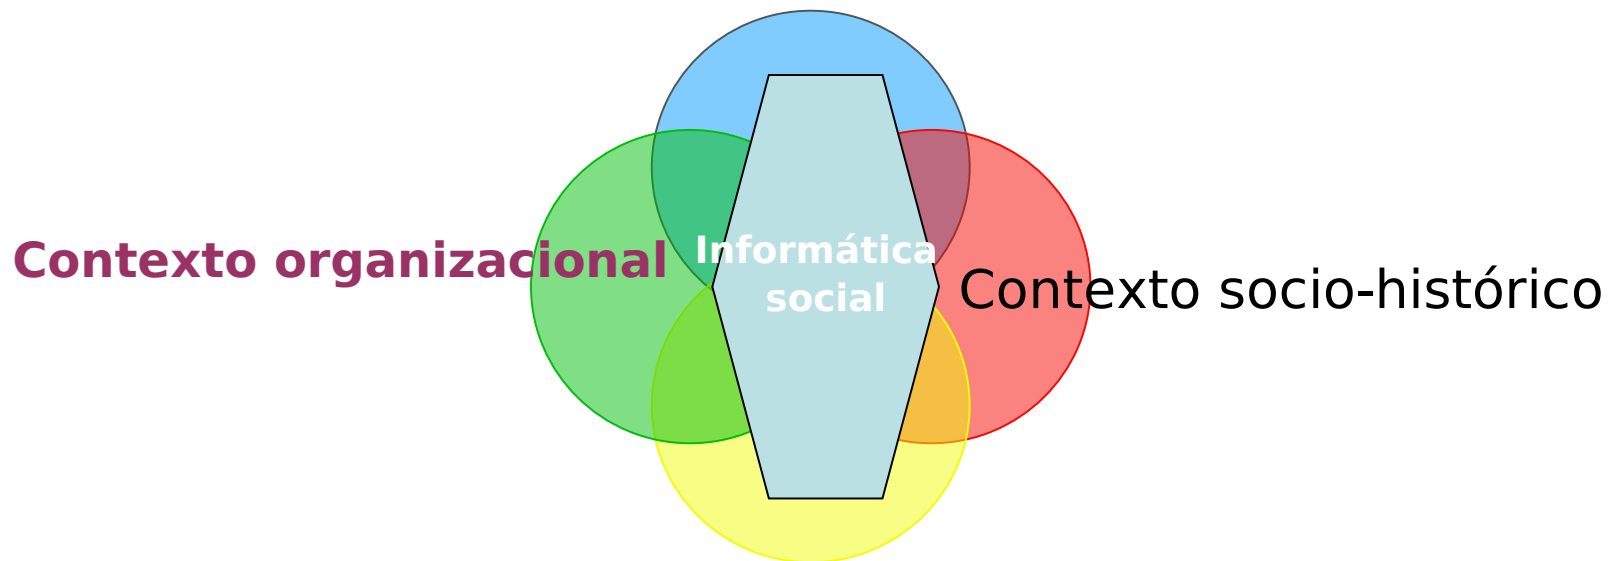 Contexto organizacional
Informática
social
Contexto socio-histórico